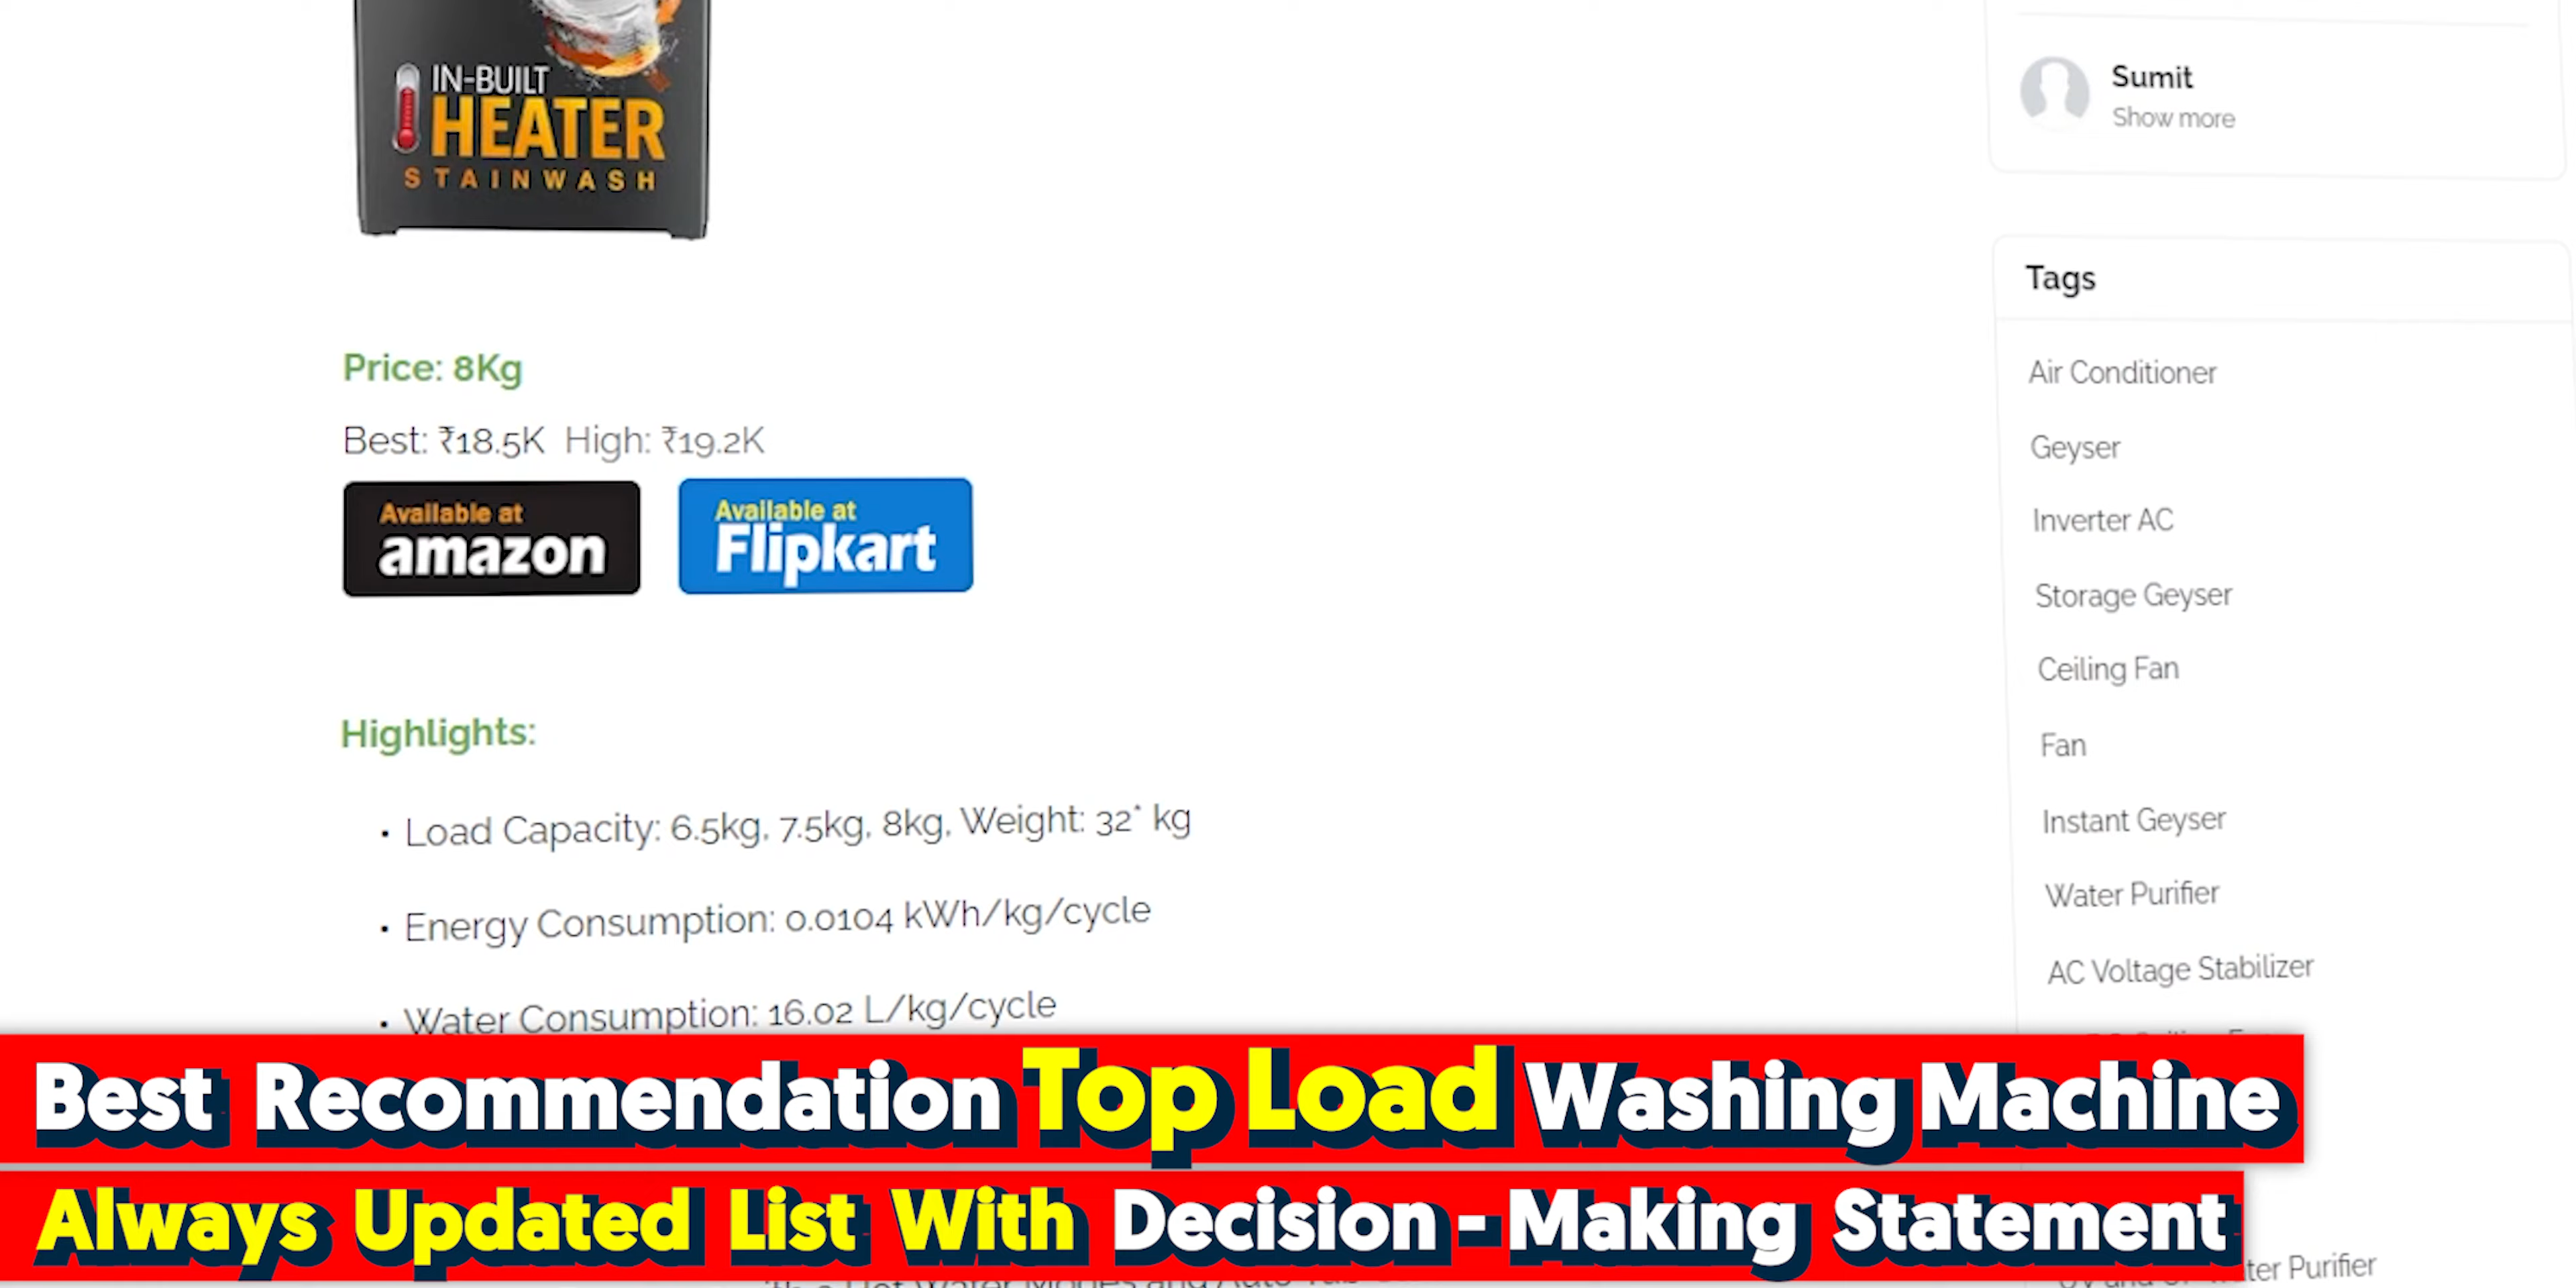 IN-BUILT
HEATER
STAINWASH
Price: 8Kg
Best: ₹18.5K High: ₹19.2K
Available at
amazon
Available at
Flipkart
Highlights:
• Load Capacity: 6.5kg, 7.5kg, 8kg, Weight: 32* kg
• Energy Consumption: 0.0104 kWh/kg/cycle
• Water Consumption: 16.02 L/kg/cycle
Sumit
Show more
Tags
Air Conditioner
Geyser
Inverter AC
Storage Geyser
Ceiling Fan
Fan
Instant Geyser
Water Purifier
AC Voltage Stabilizer
Best Recommendation Top Load Washing Machine
Always Updated List With Decision-Making Statement
Purifier